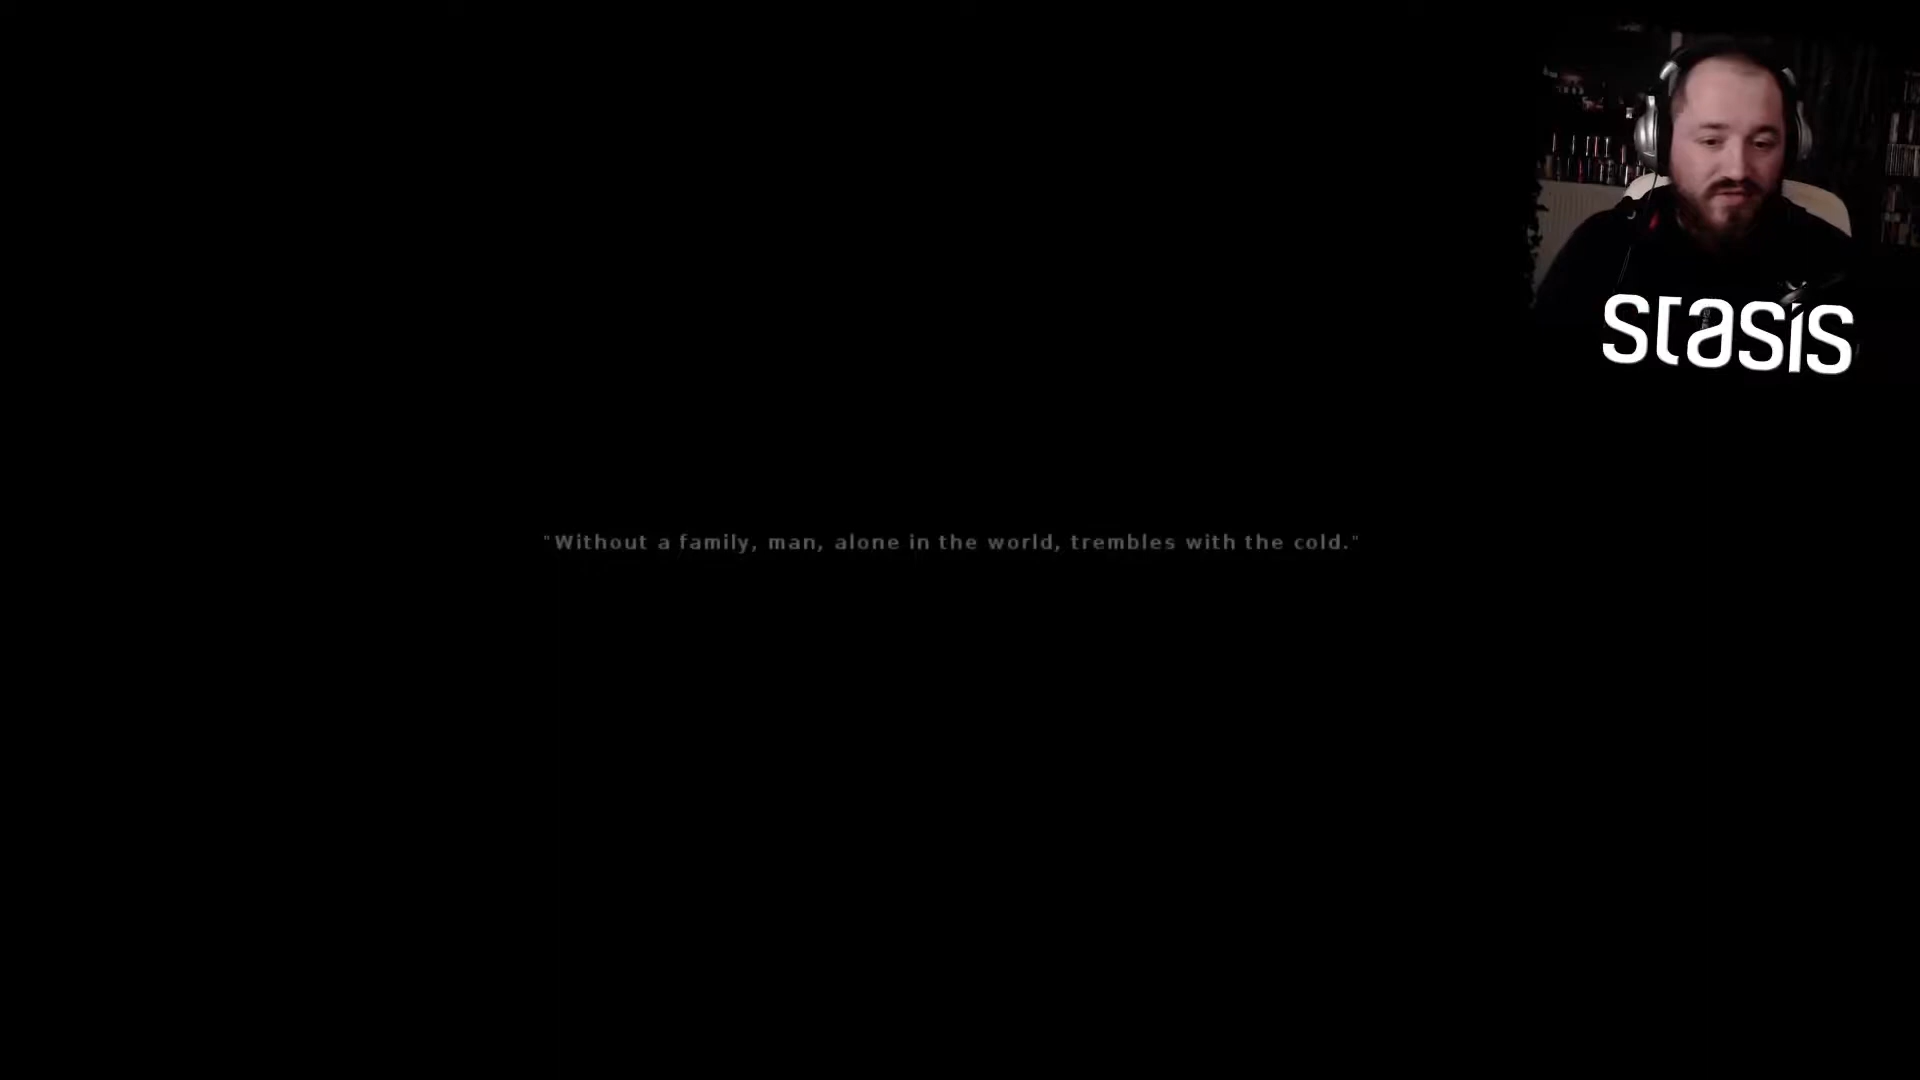 stasis
"Without a family, man, alone in the world, trembles with the cold."